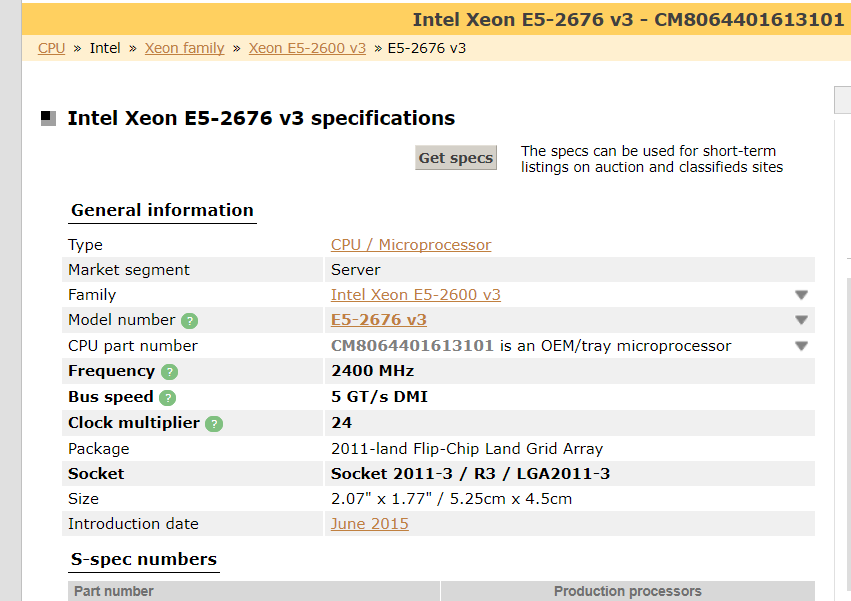 Intel Xeon E5-2676 v3 - CM8064401613101
CPU » Intel » Xeon family » Xeon E5-2600 v3 » E5-2676 v3
Intel Xeon E5-2676 v3 specifications
Get specs
The specs can be used for short-term
listings on auction and classifieds sites
General information
Type CPU / Microprocessor
Market segment Server
Family Intel Xeon E5-2600 v3
Model number ? E5-2676 v3
CPU part number CM8064401613101 is an OEM/tray microprocessor
Frequency ? 2400 MHz
Bus speed ? 5 GT/s DMI
Clock multiplier ? 24
Package 2011-land Flip-Chip Land Grid Array
Socket Socket 2011-3 / R3 / LGA2011-3
Size 2.07" x 1.77" / 5.25cm x 4.5cm
Introduction date June 2015
S-spec numbers
Part number Production processors